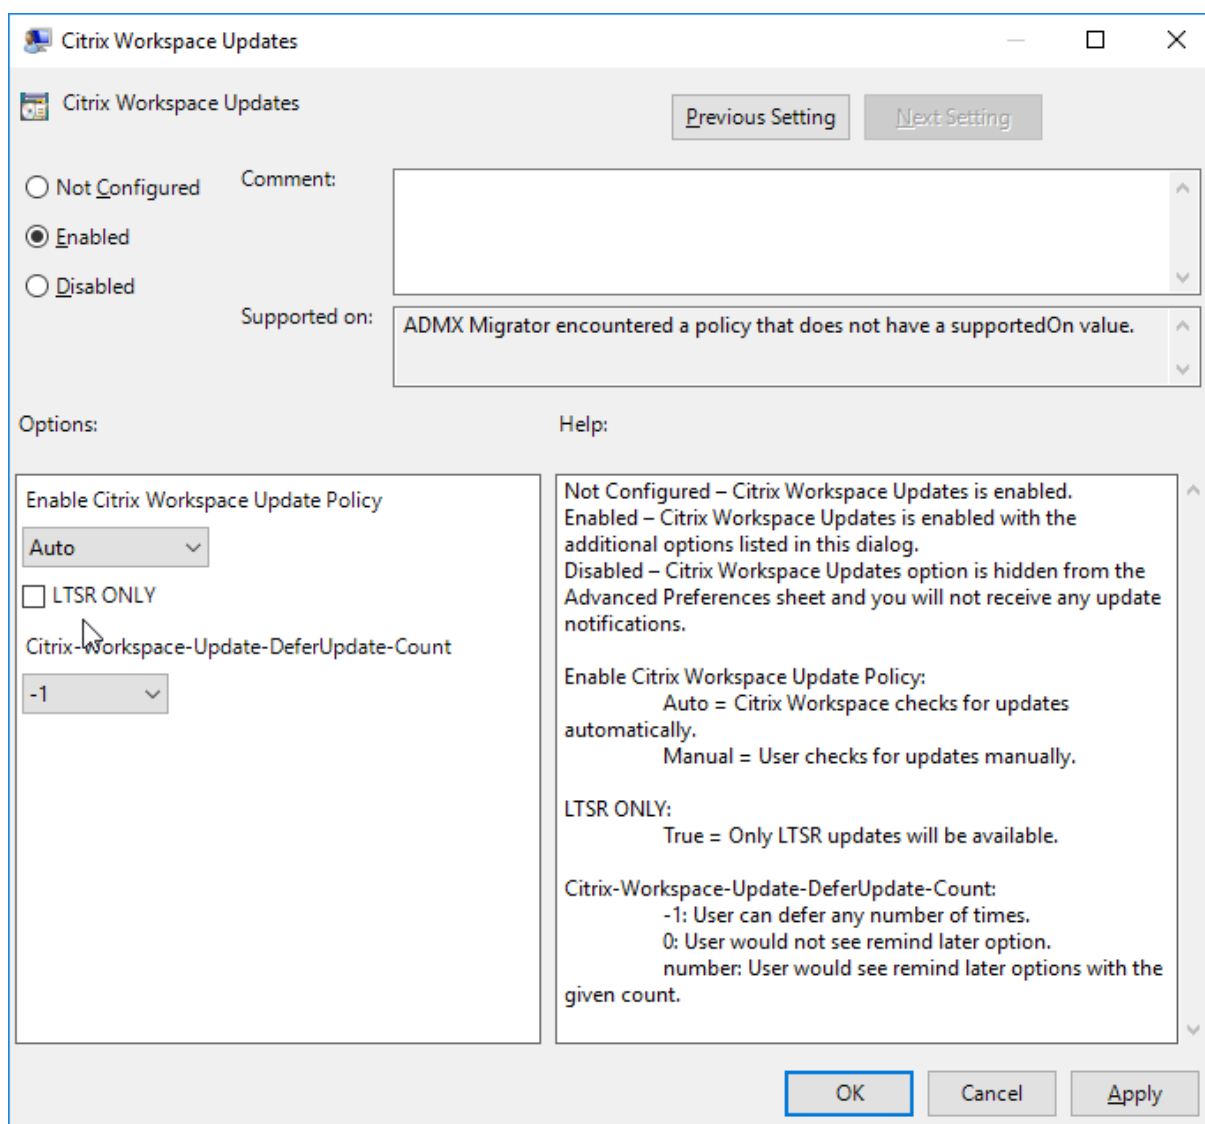 Citrix Workspace Updates
Citrix Workspace Updates
Previous Setting
Next Setting
Not Configured
Enabled
Disabled
Comment:
Supported on:
ADMX Migrator encountered a policy that does not have a supportedOn value.
Options:
Help:
Enable Citrix Workspace Update Policy
Auto
LTSR ONLY
Citrix-Workspace-Update-DeferUpdate-Count
-1
Not Configured – Citrix Workspace Updates is enabled.
Enabled – Citrix Workspace Updates is enabled with the
additional options listed in this dialog.
Disabled – Citrix Workspace Updates option is hidden from the
Advanced Preferences sheet and you will not receive any update
notifications.
Enable Citrix Workspace Update Policy:
Auto = Citrix Workspace checks for updates
automatically.
Manual = User checks for updates manually.
LTSR ONLY:
True = Only LTSR updates will be available.
Citrix-Workspace-Update-DeferUpdate-Count:
-1: User can defer any number of times.
0: User would not see remind later option.
number: User would see remind later options with the
given count.
OK
Cancel
Apply